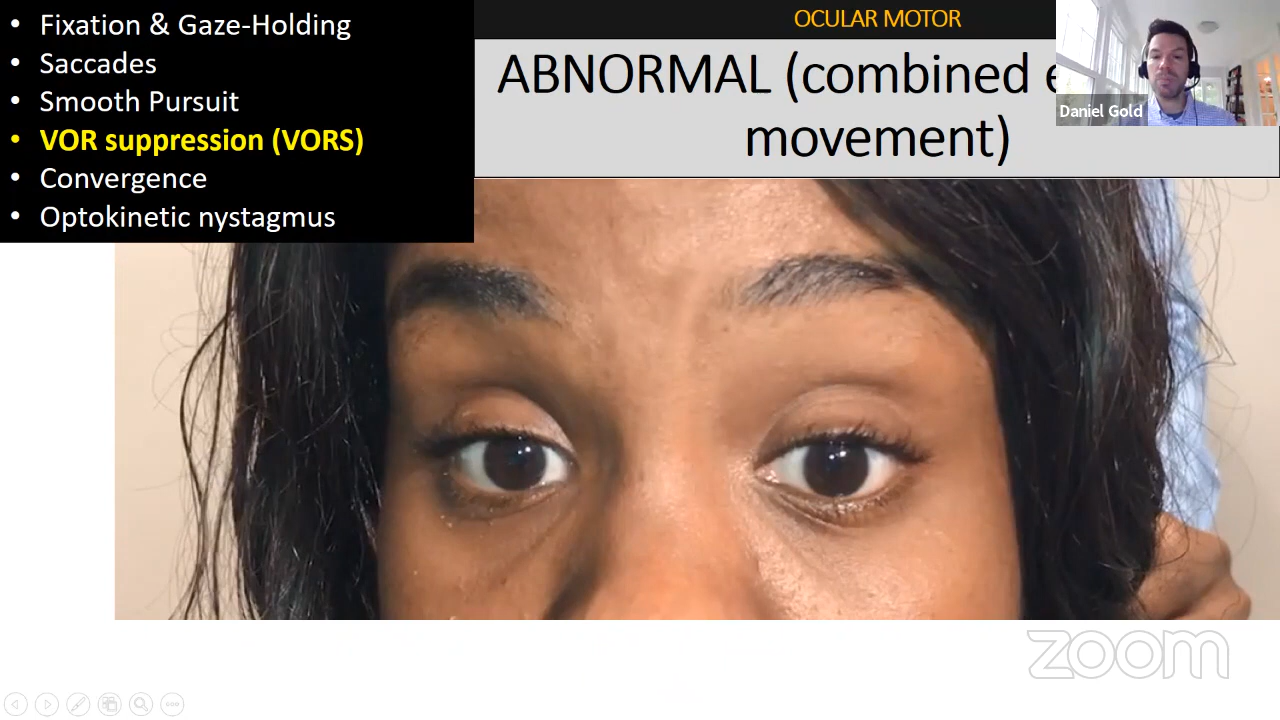 • Fixation & Gaze-Holding
• Saccades
• Smooth Pursuit
• VOR suppression (VORS)
• Convergence
• Optokinetic nystagmus
OCULAR MOTOR
ABNORMAL (combined
movement)
Daniel Gold
zoom